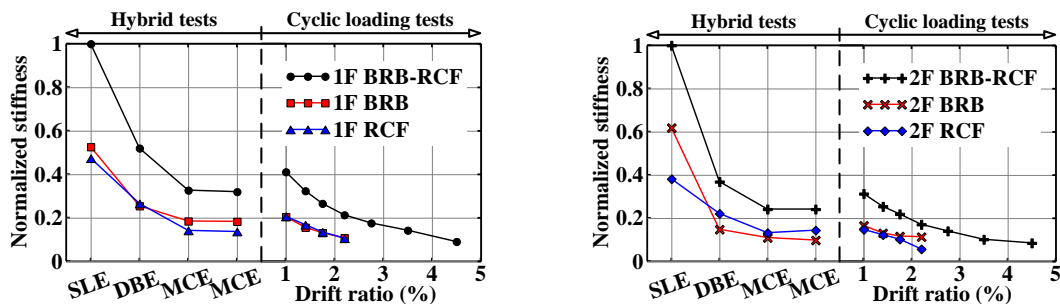 Hybrid tests Cyclic loading tests
Normalized stiffness
1
0.8
0.6
0.4
0.2
0
1F BRB-RCF
1F BRB
1F RCF
SLE DBE MCE MCE 1 2 3 4 5
Drift ratio (%)
Hybrid tests Cyclic loading tests
Normalized stiffness
1
0.8
0.6
0.4
0.2
0
2F BRB-RCF
2F BRB
2F RCF
SLE DBE MCE MCE 1 2 3 4 5
Drift ratio (%)